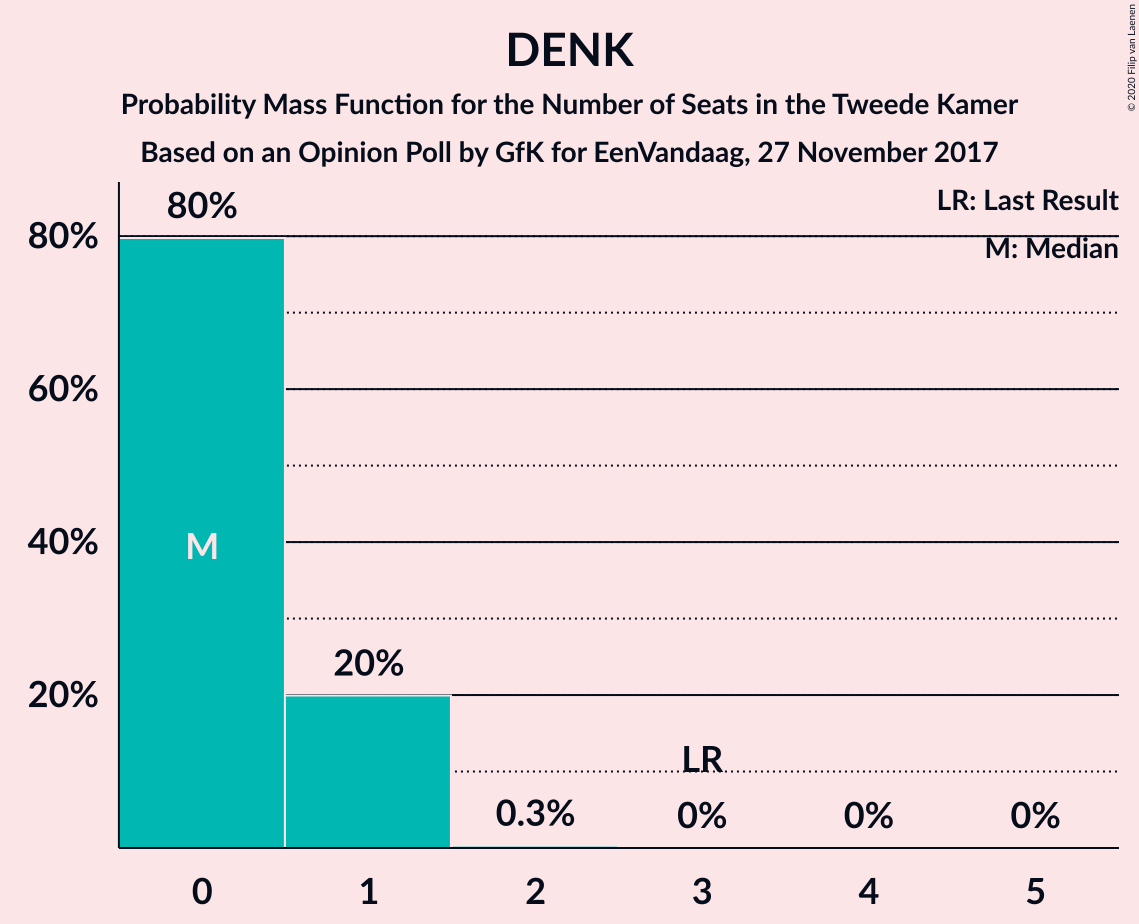 DENK
Probability Mass Function for the Number of Seats in the Tweede Kamer
Based on an Opinion Poll by GfK for EenVandaag, 27 November 2017
© 2020 Filip van Laenen
LR: Last Result
M: Median
80%
60%
40%
20%
80%
20%
0.3%
0%
0%
0%
M
LR
0 1 2 3 4 5